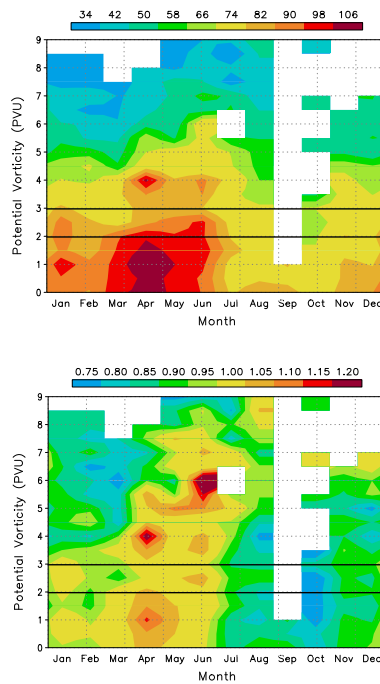 34 42 50 58 66 74 82 90 98 106
9
8
7
6
5
4
3
2
1
0
Potential Vorticity (PVU)
Jan Feb Mar Apr May Jun Jul Aug Sep Oct Nov Dec
Month
0.75 0.80 0.85 0.90 0.95 1.00 1.05 1.10 1.15 1.20
9
8
7
6
5
4
3
2
1
0
Potential Vorticity (PVU)
Jan Feb Mar Apr May Jun Jul Aug Sep Oct Nov Dec
Month